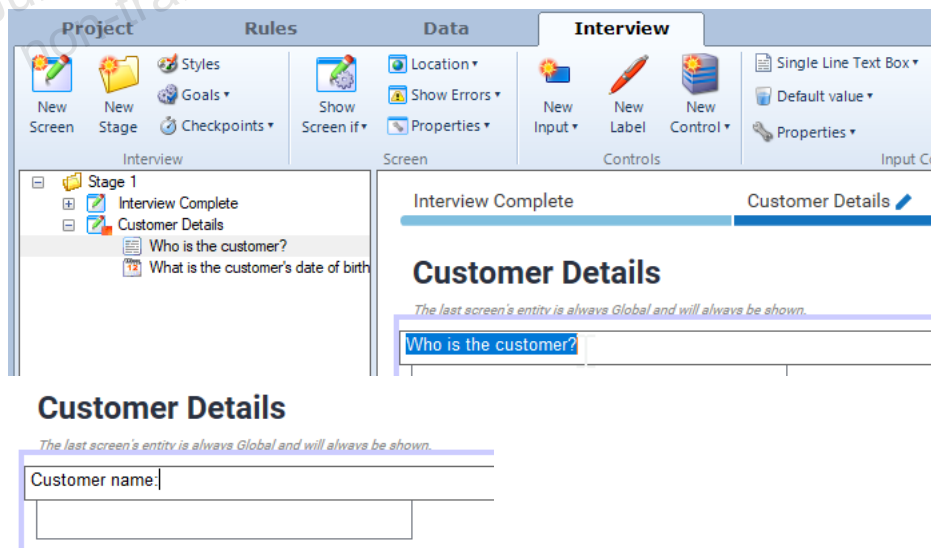 Project Rules Data Interview
New Screen
New Stage
Styles
Goals
Checkpoints
Interview
Show Screen if
Location
Show Errors
Properties
Screen
New Input
New Label
New Control
Controls
Single Line Text Box
Default value
Properties
Input C
Stage 1
Interview Complete
Customer Details
Who is the customer?
What is the customer's date of birth
Interview Complete
Customer Details
Customer Details
The last screen's entity is always Global and will always be shown.
Who is the customer?
Customer Details
The last screen's entity is always Global and will always be shown.
Customer name: